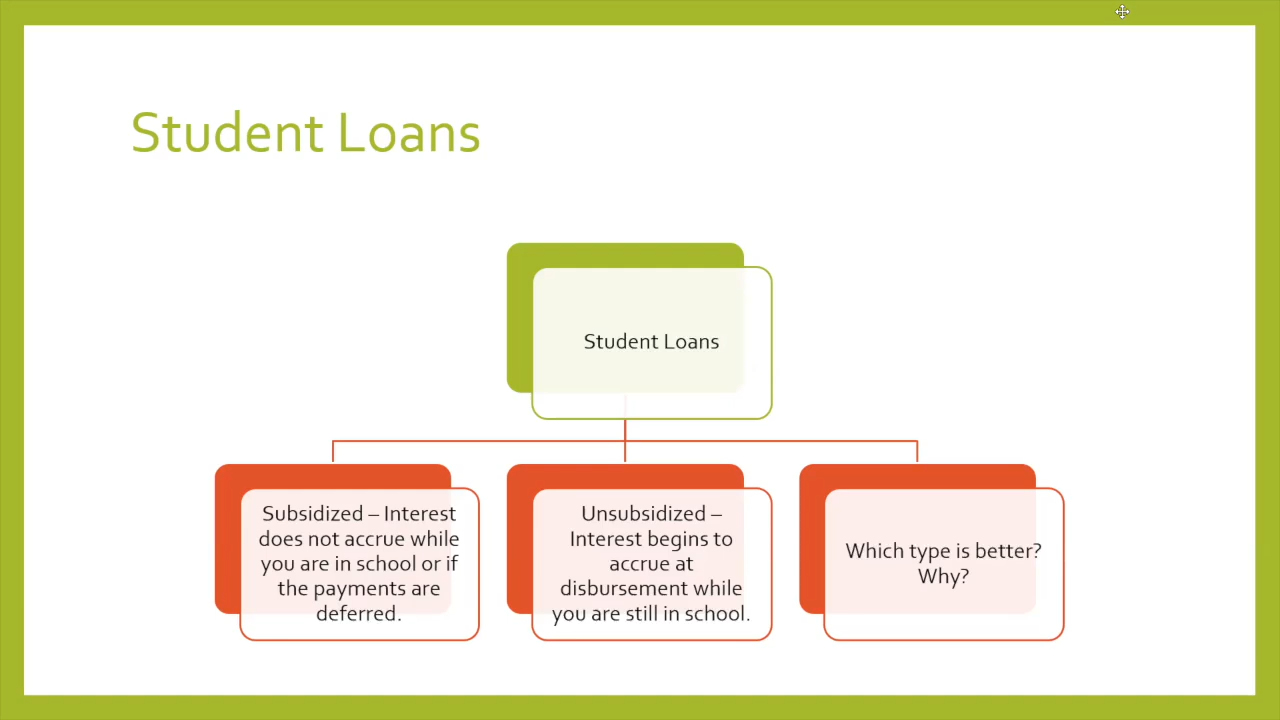 Student Loans
Student Loans
Subsidized – Interest
does not accrue while
you are in school or if
the payments are
deferred.
Unsubsidized –
Interest begins to
accrue at
disbursement while
you are still in school.
Which type is better?
Why?